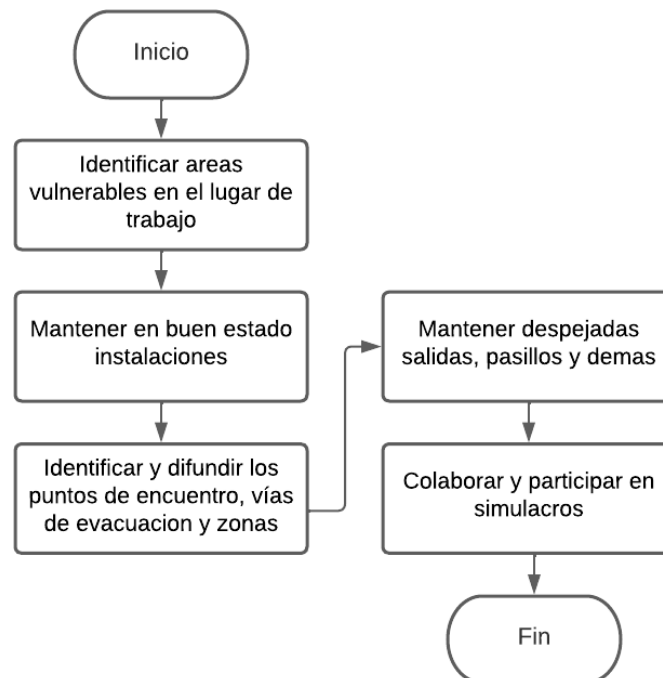 Inicio
Identificar areas
vulnerables en el lugar de
trabajo
Mantener en buen estado
instalaciones
Identificar y difundir los
puntos de encuentro, vías
de evacuacion y zonas
Mantener despejadas
salidas, pasillos y demas
Colaborar y participar en
simulacros
Fin